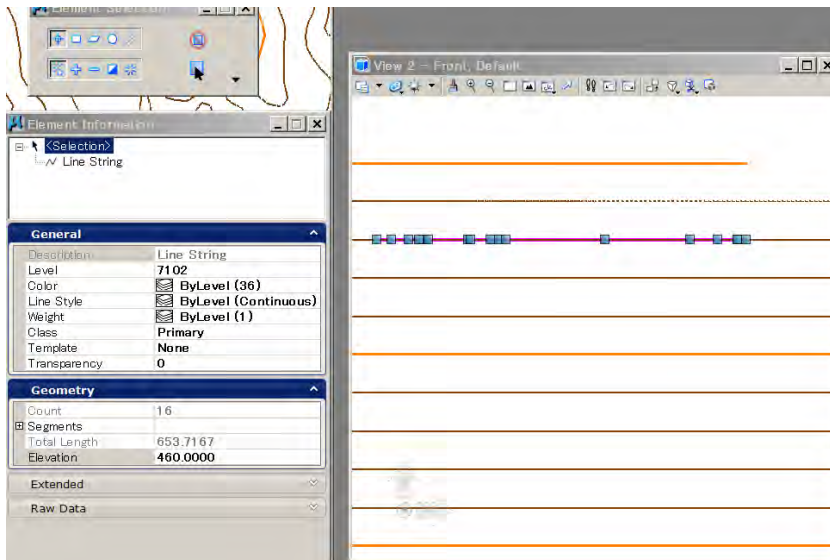 Element Selection
View 2 - Front, Default
Element Information
<Selection>
Line String
General
Description Line String
Level 7102
Color ByLevel (36)
Line Style ByLevel (Continuous)
Weight ByLevel (1)
Class Primary
Template None
Transparency 0
Geometry
Count 16
Segments
Total Length 653.7167
Elevation 460.0000
Extended
Raw Data